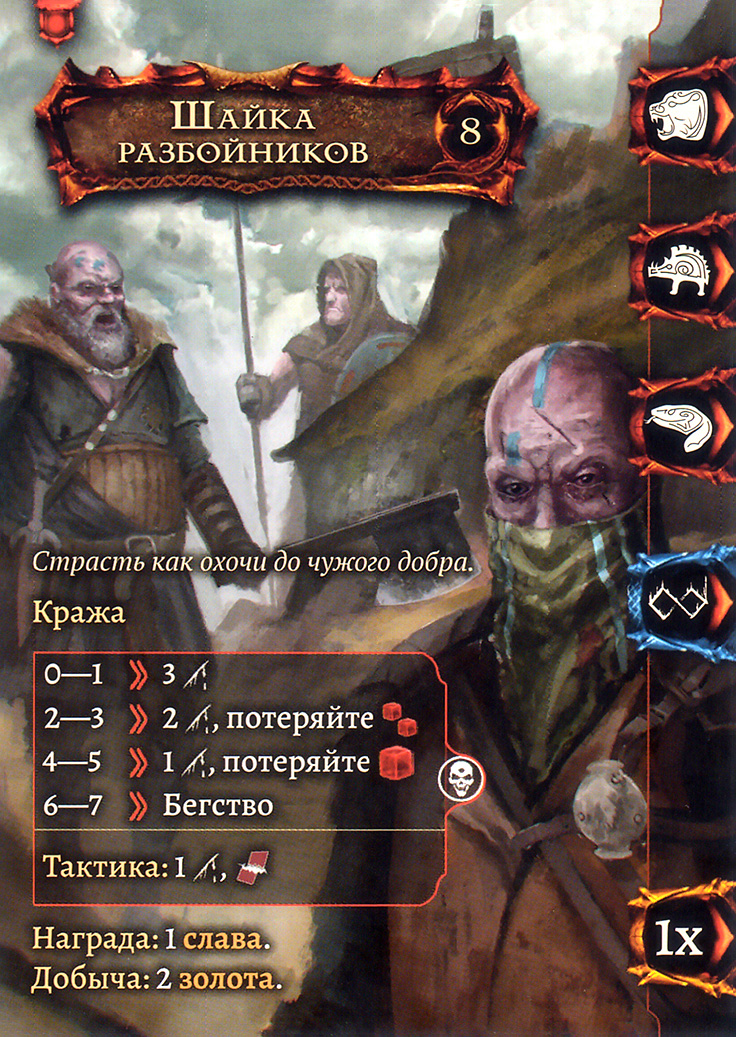 Шайка
разбойников
8
Страсть как охочи до чужого добра.
Кража
0—1 3
2—3 2 , потеряйте
4—5 1 , потеряйте
6—7 Бегство
Тактика: 1 ,
Награда: 1 слава.
Добыча: 2 золота.
1x